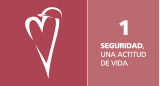 1
SEGURIDAD,
UNA ACTITUD
DE VIDA